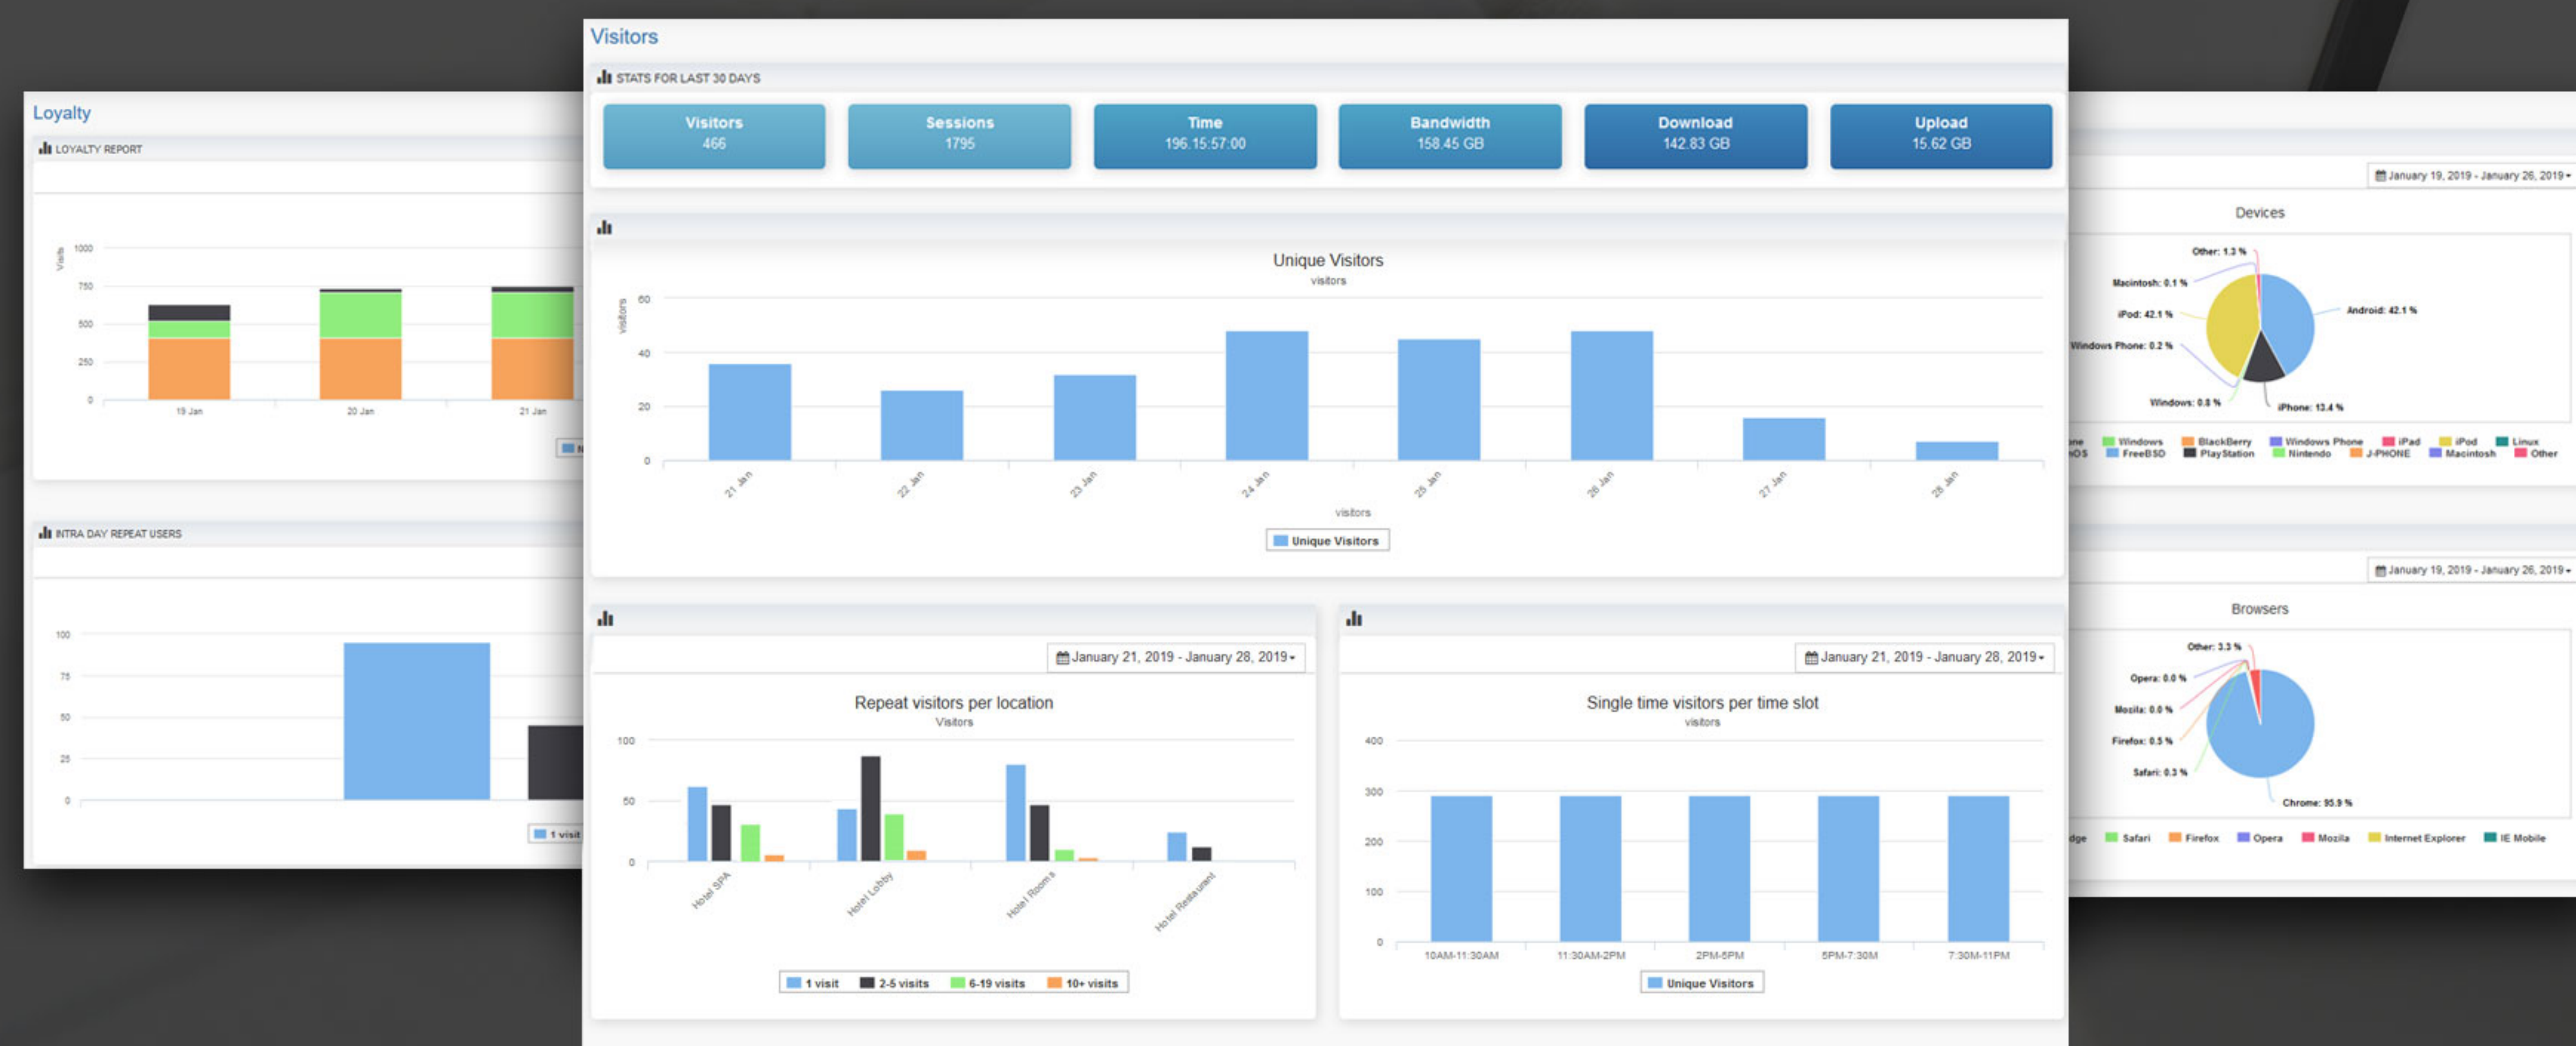 Loyalty
LOYALTY REPORT
Visits
1000
750
500
250
0
19 Jan
20 Jan
21 Jan
INTRA DAY REPEAT USERS
100
75
50
25
0
1 visit
Visitors
STATS FOR LAST 30 DAYS
Visitors
466
Sessions
1795
Time
196.15:57:00
Bandwidth
158.45 GB
Download
142.83 GB
Upload
15.62 GB
Unique Visitors
visitors
visitors
60
40
20
0
21 Jan
22 Jan
23 Jan
24 Jan
25 Jan
26 Jan
27 Jan
28 Jan
visitors
Unique Visitors
January 21, 2019 - January 28, 2019
Repeat visitors per location
Visitors
100
50
0
Hotel SPA
Hotel Lobby
Hotel Rooms
Hotel Restaurant
1 visit 2-5 visits 6-19 visits 10+ visits
January 21, 2019 - January 28, 2019
Single time visitors per time slot
visitors
400
300
200
100
0
10AM-11:30AM
11:30AM-2PM
2PM-5PM
5PM-7:30M
7:30M-11PM
Unique Visitors
January 19, 2019 - January 26, 2019
Devices
Other: 1.3 %
Macintosh: 0.1 %
iPod: 42.1 %
Windows Phone: 0.2 %
Windows: 0.8 %
iPhone: 13.4 %
Android: 42.1 %
Windows BlackBerry Windows Phone iPad iPod Linux
FreeBSD PlayStation Nintendo J-PHONE Macintosh Other
January 19, 2019 - January 26, 2019
Browsers
Other: 3.3 %
Opera: 0.0 %
Mozila: 0.0 %
Firefox: 0.5 %
Safari: 0.3 %
Chrome: 95.9 %
Safari Firefox Opera Mozila Internet Explorer IE Mobile